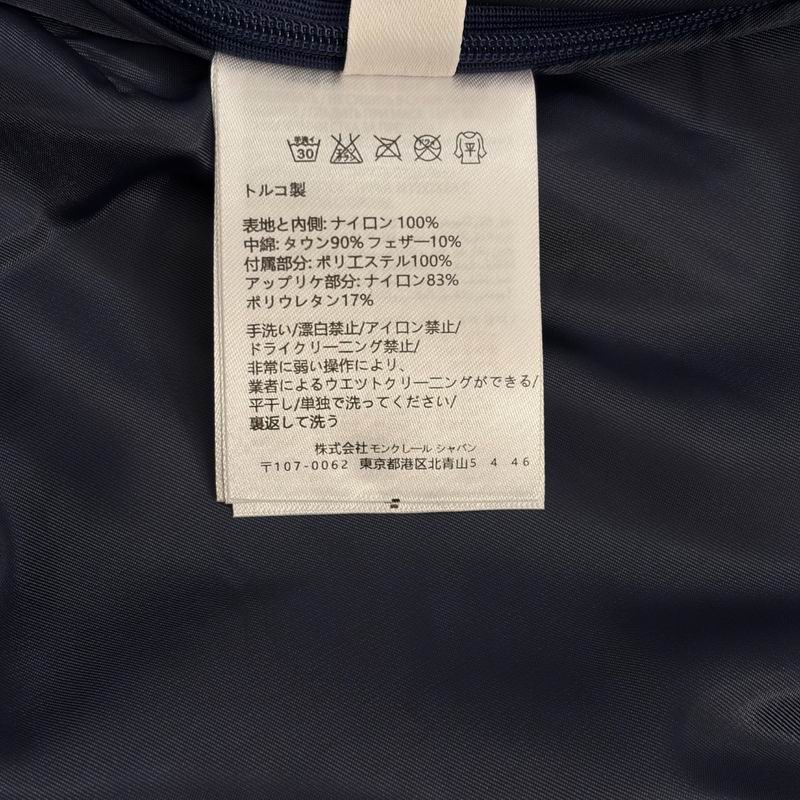 手洗イ 30 平
トルコ製
表地と内側: ナイロン 100%
中綿: タウン90% フェザー10%
付属部分: ポリエステル100%
アップリケ部分: ナイロン83%
ポリウレタン17%
手洗い/漂白禁止/アイロン禁止/
ドライクリーニング禁止/
非常に弱い操作により、
業者によるウエツトクリーニングができる/
平干し/単独で洗ってください/
裏返して洗う
株式会社モンクレール ジャパン
〒107-0062 東京都港区北青山5 4 46